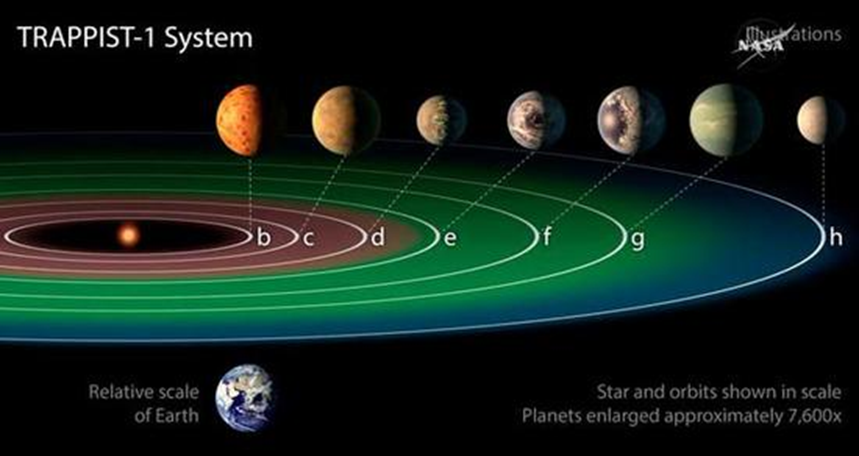 TRAPPIST-1 System
Illustrations
NASA
b c d e f g h
Relative scale
of Earth
Star and orbits shown in scale
Planets enlarged approximately 7,600x